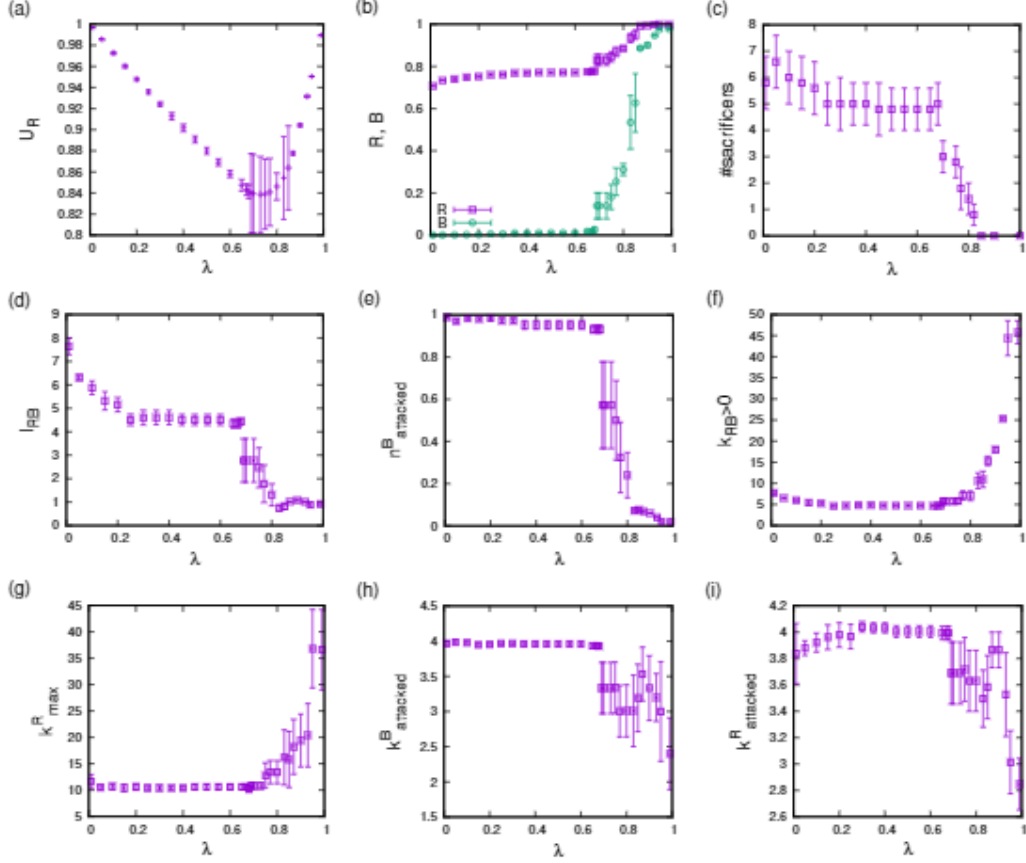 (a)
1
0.98
0.96
0.94
0.92
0.9
0.88
0.86
0.84
0.82
0.8
U_R
0 0.2 0.4 0.6 0.8 1
λ
(b)
1
0.8
0.6
0.4
0.2
0
R, B
R
B
0 0.2 0.4 0.6 0.8 1
λ
(c)
8
7
6
5
4
3
2
1
0
#sacrificers
0 0.2 0.4 0.6 0.8 1
λ
(d)
9
8
7
6
5
4
3
2
1
0
I_RB
0 0.2 0.4 0.6 0.8 1
λ
(e)
1
0.8
0.6
0.4
0.2
0
n^B_attacked
0 0.2 0.4 0.6 0.8 1
λ
(f)
50
45
40
35
30
25
20
15
10
5
0
k_RB>0
0 0.2 0.4 0.6 0.8 1
λ
(g)
45
40
35
30
25
20
15
10
5
k^R_max
0 0.2 0.4 0.6 0.8 1
λ
(h)
4.5
4
3.5
3
2.5
2
1.5
k^B_attacked
0 0.2 0.4 0.6 0.8 1
λ
(i)
4.2
4
3.8
3.6
3.4
3.2
3
2.8
2.6
k^R_attacked
0 0.2 0.4 0.6 0.8 1
λ